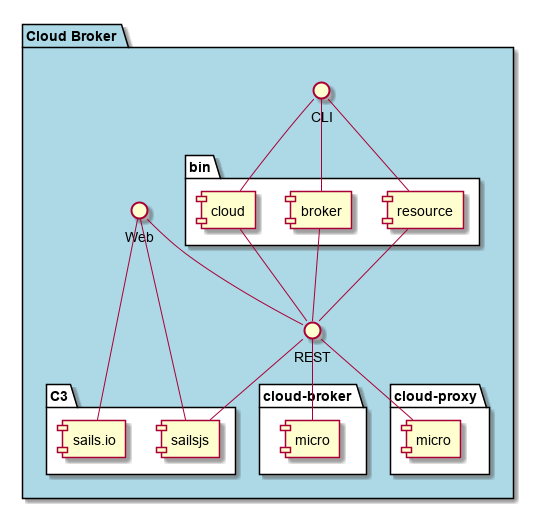 Cloud Broker
CLI
bin
cloud
broker
resource
Web
REST
C3
cloud-broker
cloud-proxy
sails.io
sailsjs
micro
micro